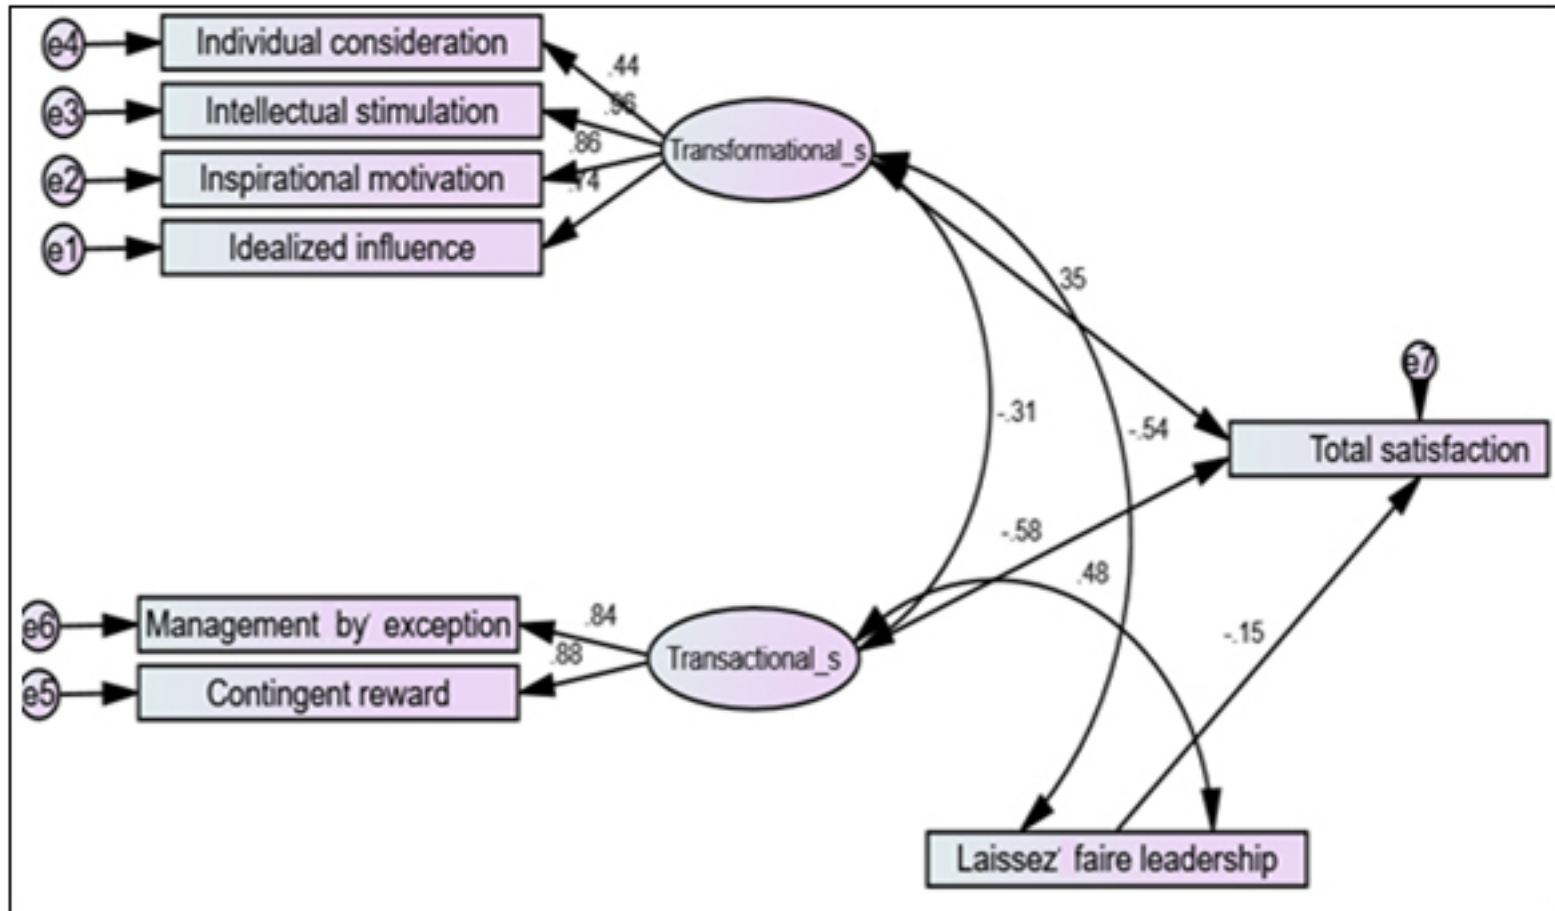 e4
Individual consideration
.44
e3
Intellectual stimulation
e2
Inspirational motivation
.86
e1
Idealized influence
.74
Transformational_s
35
-.31
-.54
e7
Total satisfaction
-.58
.48
-.15
e6
Management by' exception
.84
e5
Contingent reward
.88
Transactional_s
Laissez' faire leadership